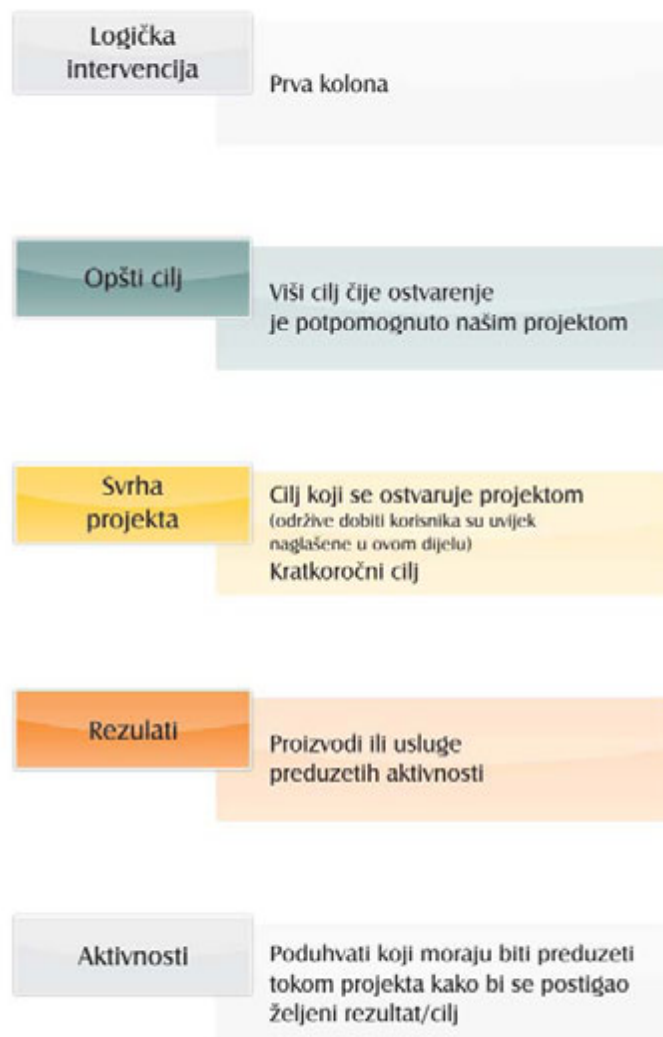 Logička
intervencija
Prva kolona
Opšti cilj
Viši cilj čije ostvarenje
je potpomognuto našim projektom
Svrha
projekta
Cilj koji se ostvaruje projektom
(održive dobiti korisnika su uvijek
naglašene u ovom dijelu)
Kratkoročni cilj
Rezulati
Proizvodi ili usluge
preduzetih aktivnosti
Aktivnosti
Poduhvati koji moraju biti preduzeti
tokom projekta kako bi se postigao
željeni rezultat/cilj